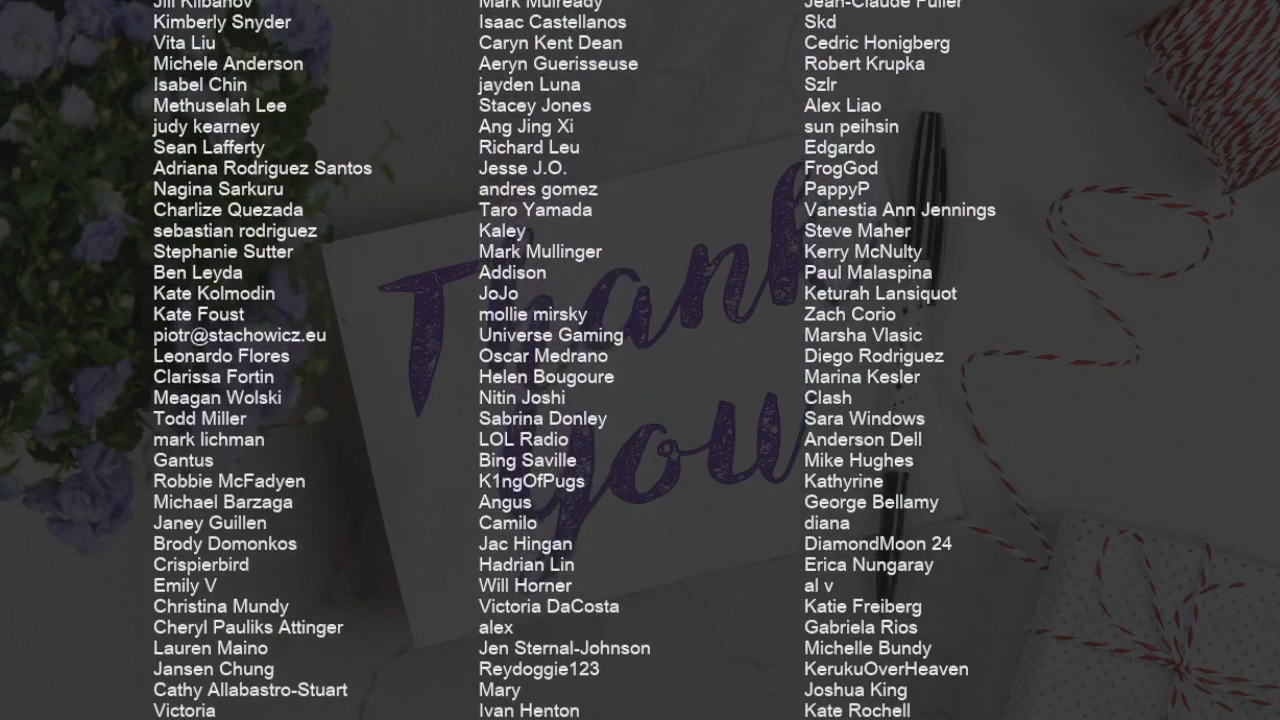 Jill Klibanov
Kimberly Snyder
Vita Liu
Michele Anderson
Isabel Chin
Methuselah Lee
judy kearney
Sean Lafferty
Adriana Rodriguez Santos
Nagina Sarkuru
Charlize Quezada
sebastian rodriguez
Stephanie Sutter
Ben Leyda
Kate Kolmodin
Kate Foust
piotr@stachowicz.eu
Leonardo Flores
Clarissa Fortin
Meagan Wolski
Todd Miller
mark lichman
Gantus
Robbie McFadyen
Michael Barzaga
Janey Guillen
Brody Domonkos
Crispierbird
Emily V
Christina Mundy
Cheryl Pauliks Attinger
Lauren Maino
Jansen Chung
Cathy Allabastro-Stuart
Victoria
Mark Mulready
Isaac Castellanos
Caryn Kent Dean
Aeryn Guerisseuse
jayden Luna
Stacey Jones
Ang Jing Xi
Richard Leu
Jesse J.O.
andres gomez
Taro Yamada
Kaley
Mark Mullinger
Addison
JoJo
mollie mirsky
Universe Gaming
Oscar Medrano
Helen Bougoure
Nitin Joshi
Sabrina Donley
LOL Radio
Bing Saville
K1ngOfPugs
Angus
Camilo
Jac Hingan
Hadrian Lin
Will Horner
Victoria DaCosta
alex
Jen Sternal-Johnson
Reydoggie123
Mary
Ivan Henton
Jean-Claude Fuller
Skd
Cedric Honigberg
Robert Krupka
Szlr
Alex Liao
sun peihsin
Edgardo
FrogGod
PappyP
Vanestia Ann Jennings
Steve Maher
Kerry McNulty
Paul Malaspina
Keturah Lansiquot
Zach Corio
Marsha Vlasic
Diego Rodriguez
Marina Kesler
Clash
Sara Windows
Anderson Dell
Mike Hughes
Kathyrine
George Bellamy
diana
DiamondMoon 24
Erica Nungaray
al v
Katie Freiberg
Gabriela Rios
Michelle Bundy
KerukuOverHeaven
Joshua King
Kate Rochell
Thank
you